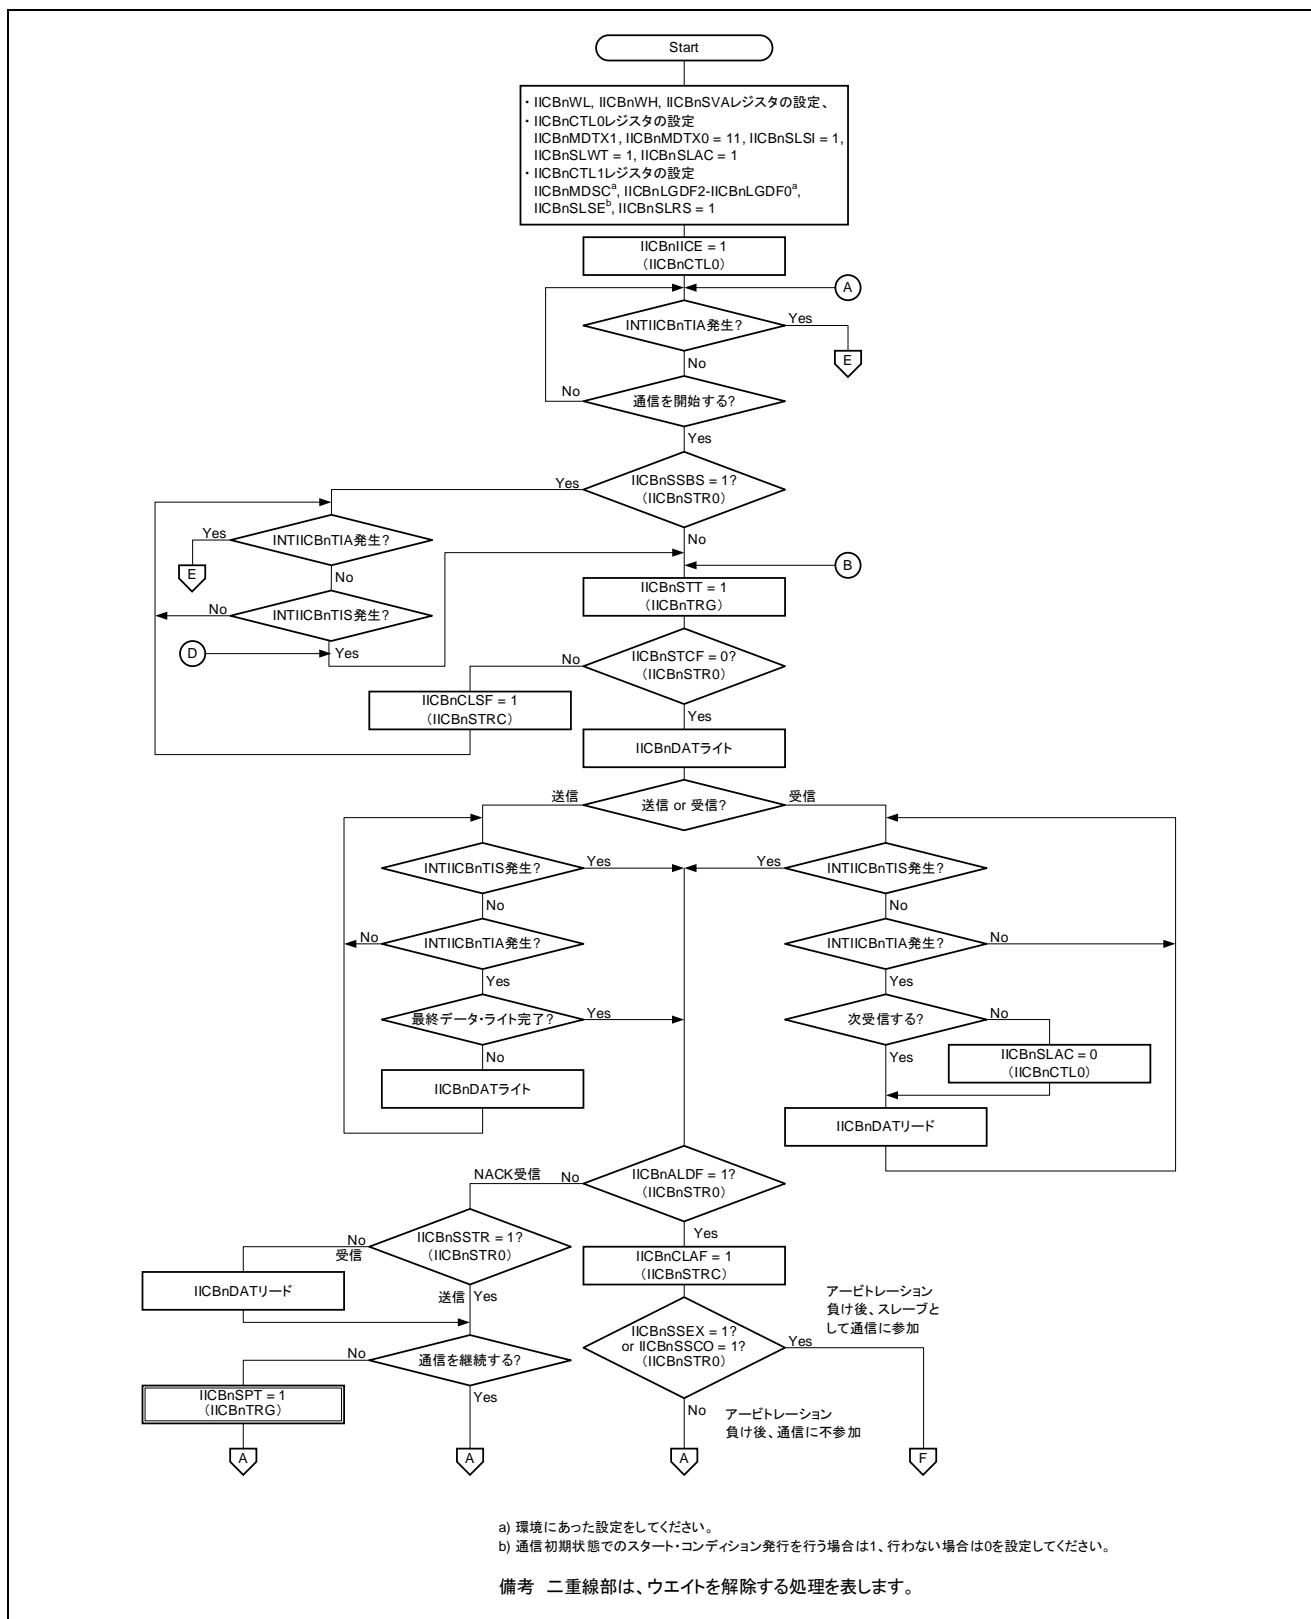 Start
・ IICBnWL, IICBnWH, IICBnSVAレジスタの設定、
・ IICBnCTL0レジスタの設定
IICBnMDTX1, IICBnMDTX0 = 11, IICBnSLSI = 1,
IICBnSLWT = 1, IICBnSLAC = 1
・ IICBnCTL1レジスタの設定
IICBnMDSCa, IICBnLGDF2-IICBnLGDF0a,
IICBnSLSEb, IICBnSLRS = 1
IICBnIICE = 1
（IICBnCTL0）
A
INTIICBnTIA発生?
Yes
E
No
通信を開始する?
No
Yes
IICBnSSBS = 1?
（IICBnSTR0）
Yes
No
INTIICBnTIA発生?
Yes
E
No
B
IICBnSTT = 1
（IICBnTRG）
INTIICBnTIS発生?
No
D
Yes
IICBnSTCF = 0?
（IICBnSTR0）
No
IICBnCLSF = 1
（IICBnSTRC）
Yes
IICBnDATライト
送信 or 受信?
送信
受信
INTIICBnTIS発生?
Yes
No
INTIICBnTIA発生?
No
Yes
最終データ・ライト完了?
Yes
No
IICBnDATライト
INTIICBnTIS発生?
Yes
No
INTIICBnTIA発生?
No
Yes
次受信する?
No
IICBnSLAC = 0
（IICBnCTL0）
Yes
IICBnDATリード
IICBnALDF = 1?
（IICBnSTR0）
NACK受信
No
Yes
IICBnSSTR = 1?
（IICBnSTR0）
No
受信
IICBnDATリード
送信
Yes
IICBnCLAF = 1
（IICBnSTRC）
IICBnSSEX = 1?
or IICBnSSCO = 1?
（IICBnSTR0）
アービトレーション
負け後、スレーブと
して通信に参加
Yes
通信を継続する?
No
IICBnSPT = 1
（IICBnTRG）
Yes
No
アービトレーション
負け後、通信に不参加
A
A
A
F
a) 環境にあった設定をしてください。
b) 通信初期状態でのスタート・コンディション発行を行う場合は1、行わない場合は0を設定してください。
備考 二重線部は、ウエイトを解除する処理を表します。